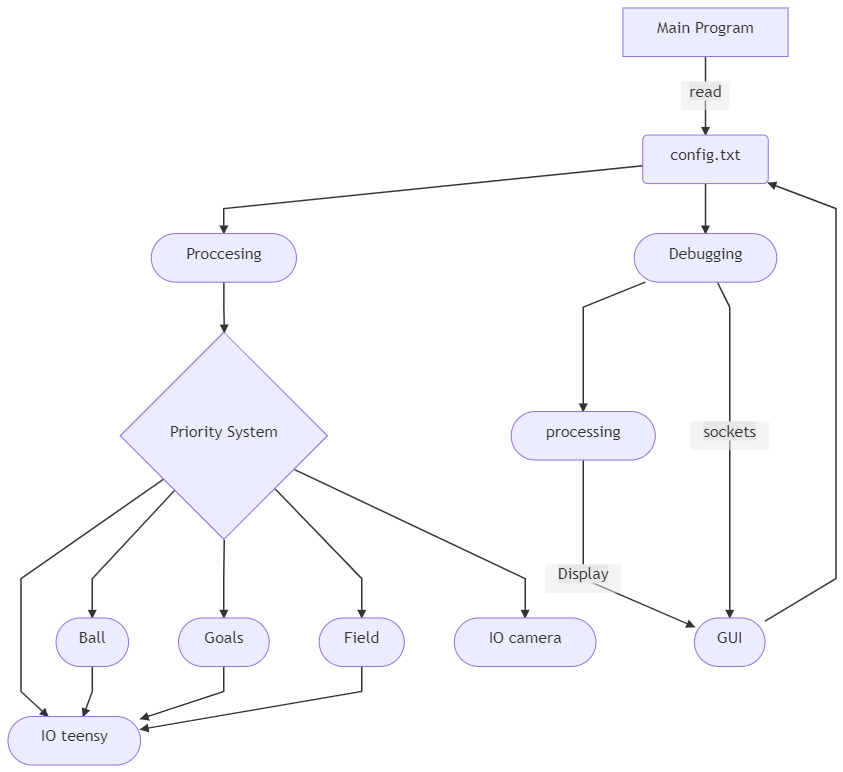 Main Program
read
config.txt
Proccesing
Debugging
Priority System
processing
sockets
Display
Ball
Goals
Field
IO camera
GUI
IO teensy